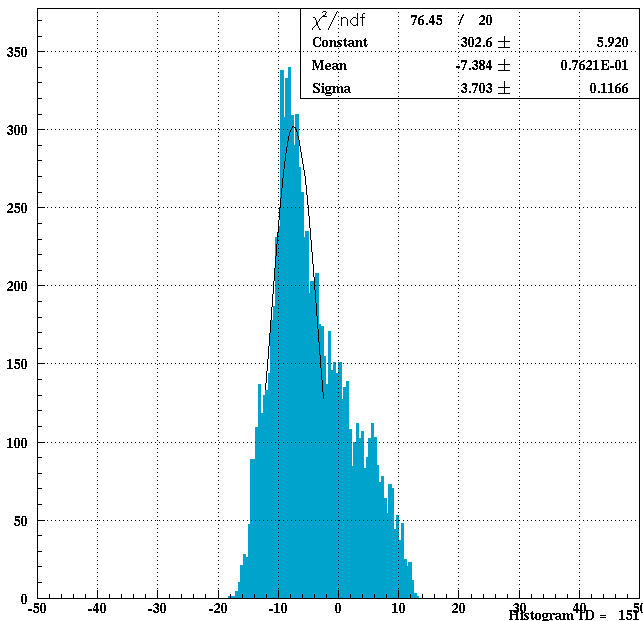 χ²/ndf 76.45 / 20
Constant 302.6 ± 5.920
Mean -7.384 ± 0.7621E-01
Sigma 3.703 ± 0.1166
350
300
250
200
150
100
50
0
-50 -40 -30 -20 -10 0 10 20 30 40 50
Histogram ID = 151